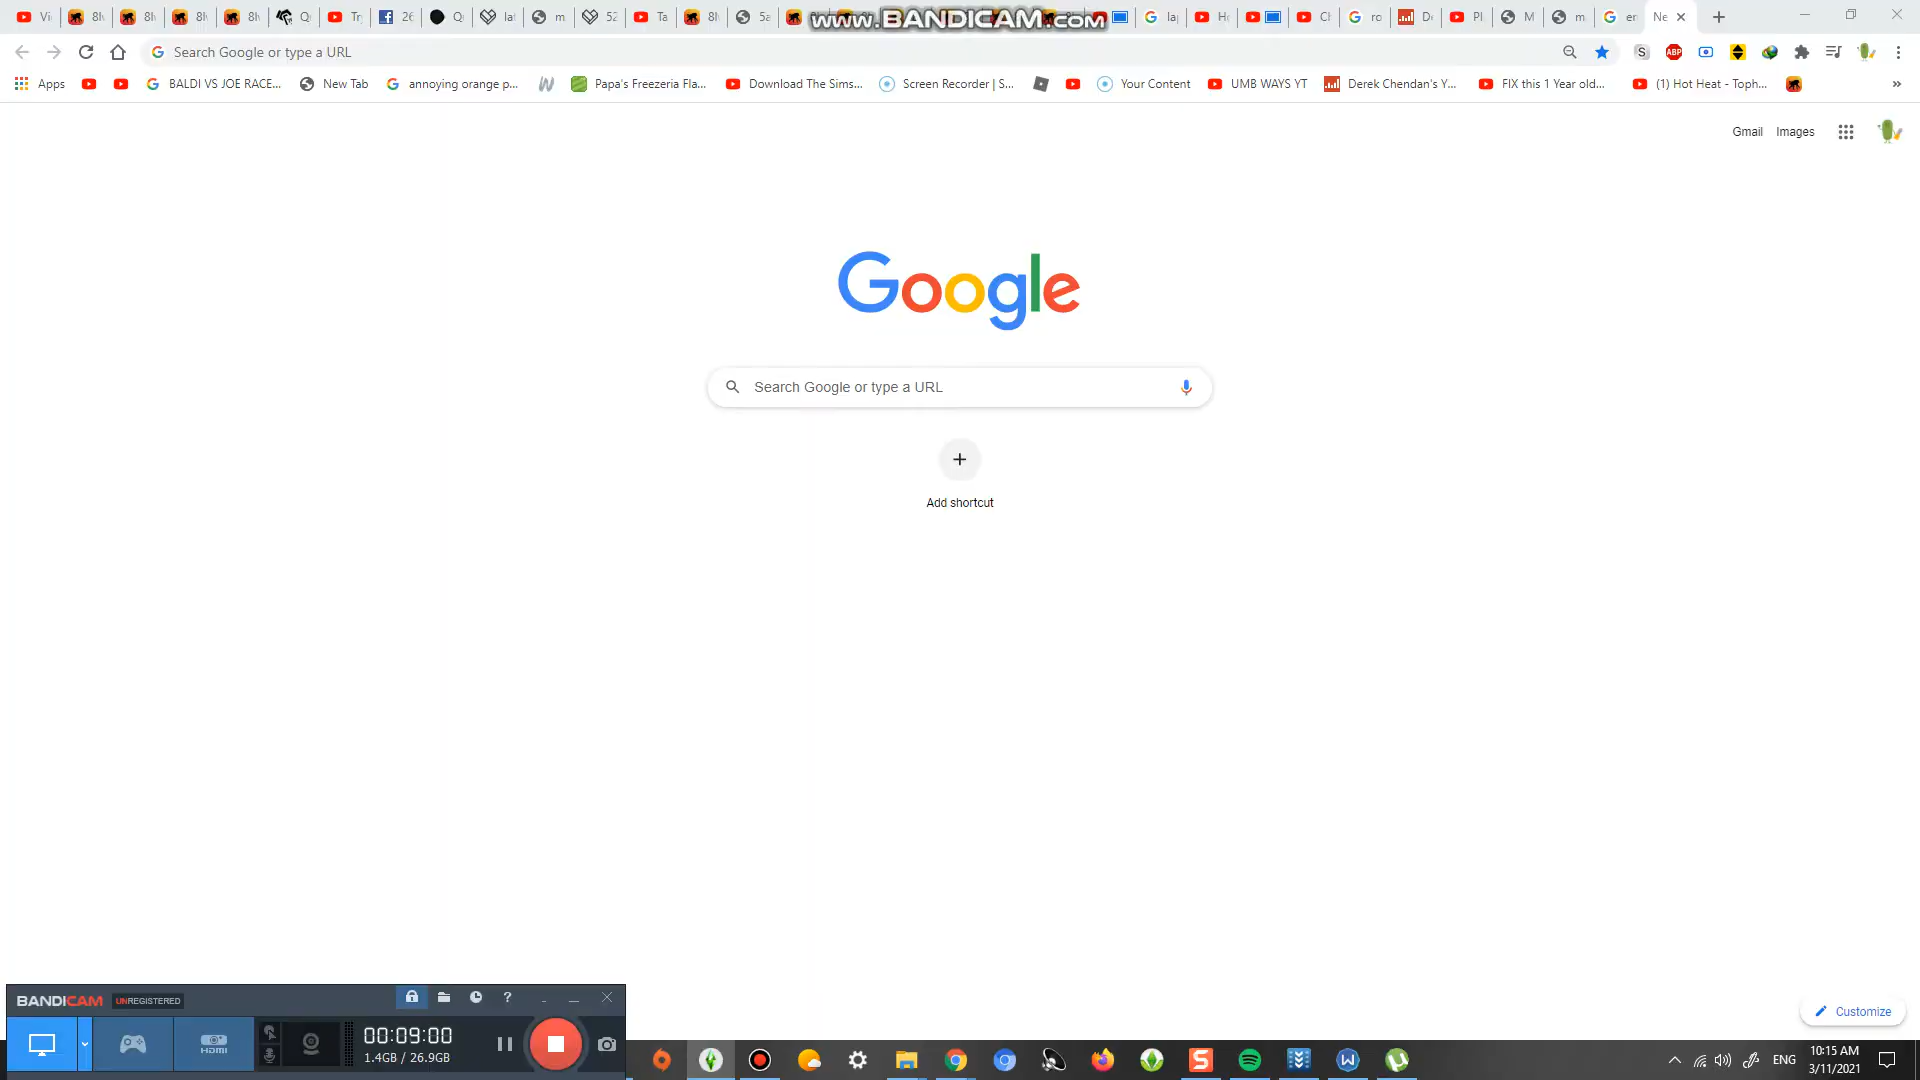 www.BANDICAM.com
Search Google or type a URL
Apps
BALDI VS JOE RACE...
New Tab
annoying orange p...
Papa's Freezeria Fla...
Download The Sims...
Screen Recorder | S...
Your Content
UMB WAYS YT
Derek Chendan's Y...
FIX this 1 Year old...
(1) Hot Heat - Toph...
Gmail
Images
Google
Search Google or type a URL
Add shortcut
Customize
BANDICAM
UNREGISTERED
HDMI
00:09:00
1.4GB / 26.9GB
ENG
10:15 AM
3/11/2021